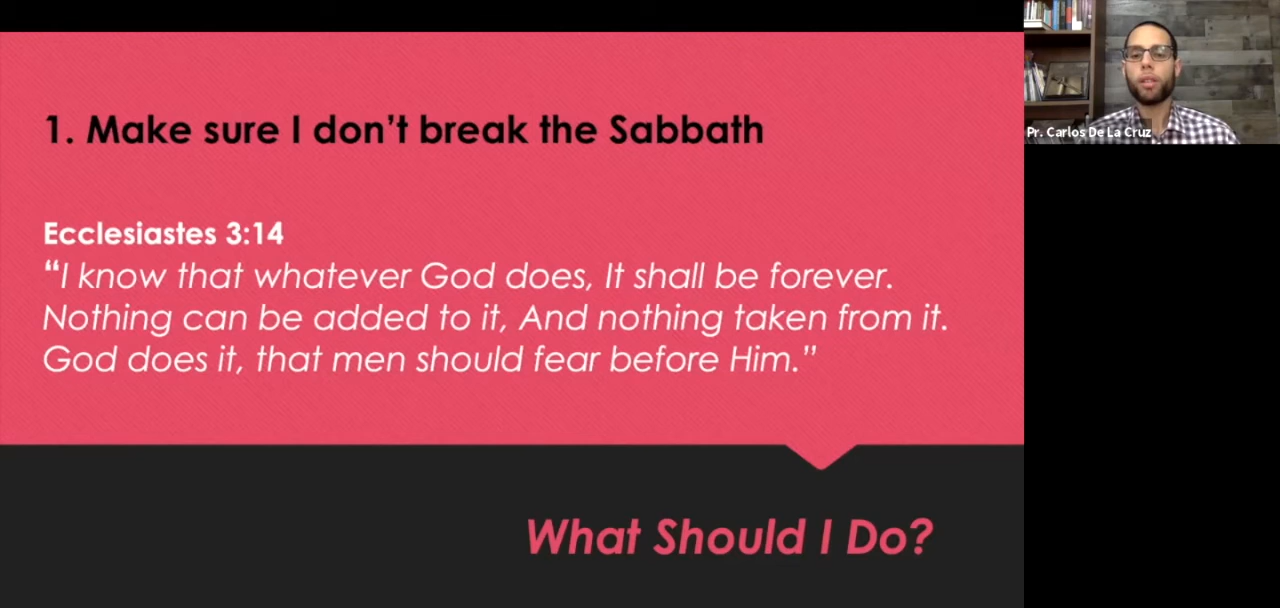 1. Make sure I don’t break the Sabbath
Ecclesiastes 3:14
“I know that whatever God does, It shall be forever.
Nothing can be added to it, And nothing taken from it.
God does it, that men should fear before Him.”
What Should I Do?
Pr. Carlos De La Cruz